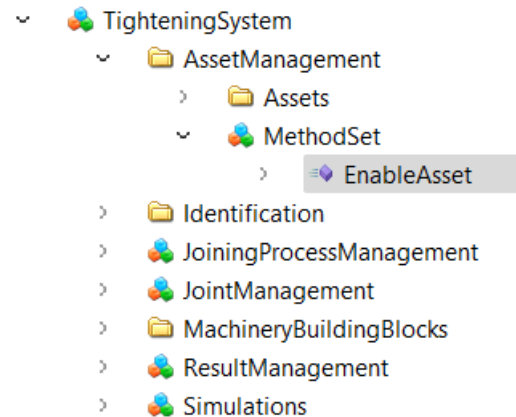 TighteningSystem
AssetManagement
Assets
MethodSet
EnableAsset
Identification
JoiningProcessManagement
JointManagement
MachineryBuildingBlocks
ResultManagement
Simulations